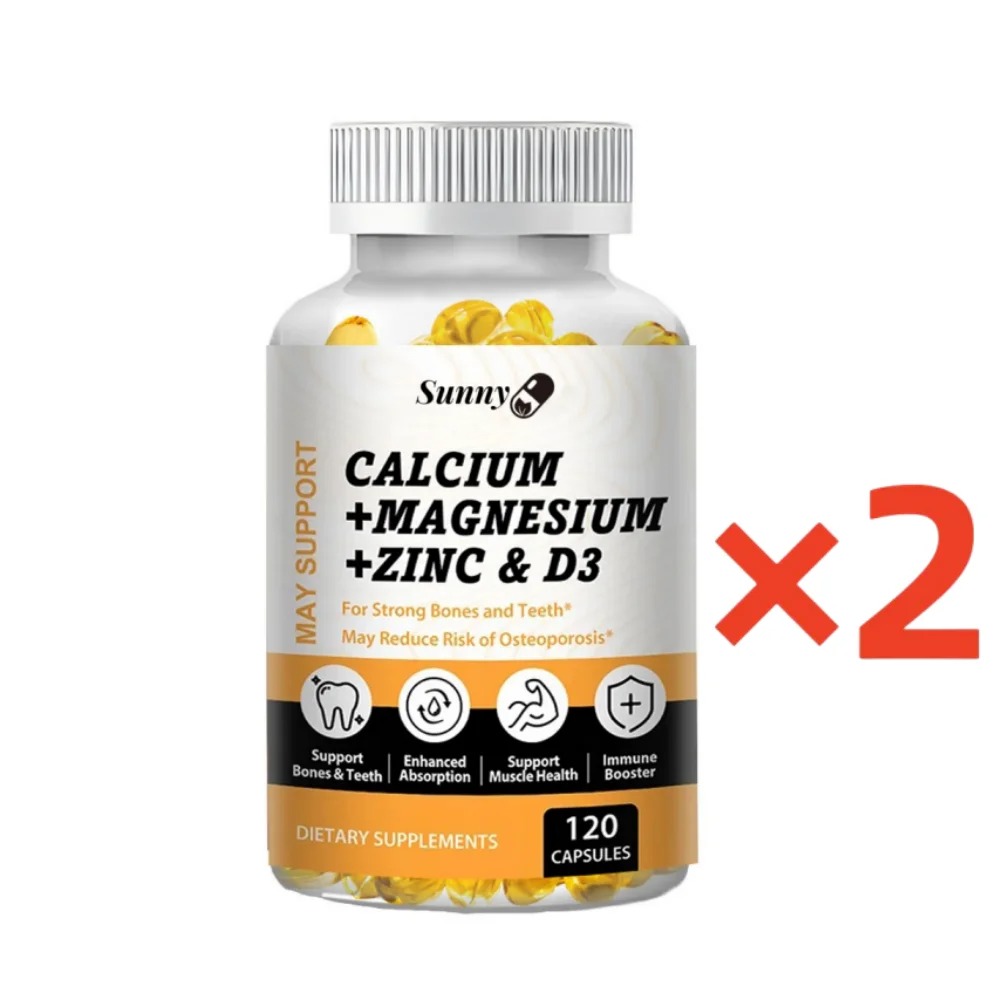 Sunny
MAY SUPPORT
CALCIUM
+MAGNESIUM
+ZINC & D3
For Strong Bones and Teeth*
May Reduce Risk of Osteoporosis*
Support
Bones & Teeth
Enhanced
Absorption
Support
Muscle Health
Immune
Booster
DIETARY SUPPLEMENTS
120
CAPSULES
×2